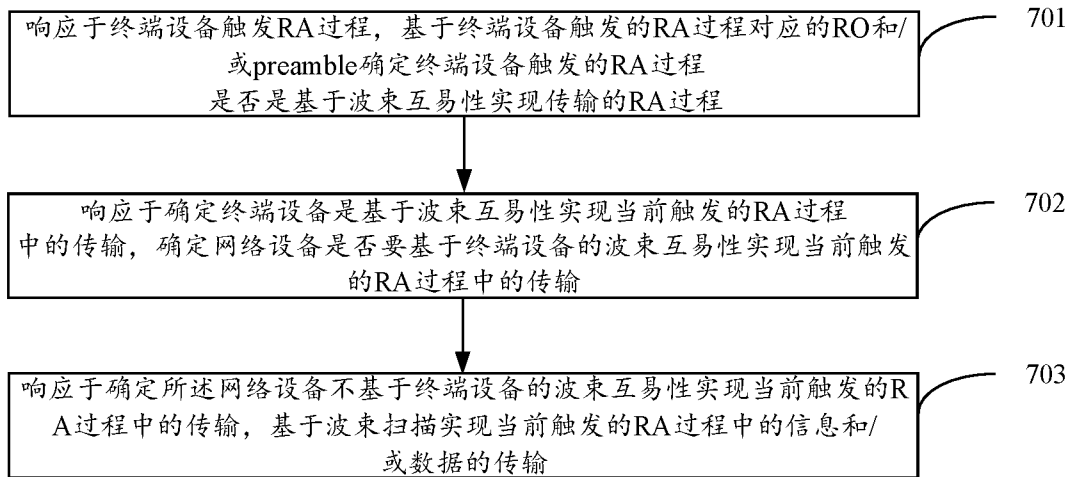 响应于终端设备触发RA过程，基于终端设备触发的RA过程对应的RO和/
或preamble确定终端设备触发的RA过程
是否是基于波束互易性实现传输的RA过程
701
响应于确定终端设备是基于波束互易性实现当前触发的RA过程
中的传输，确定网络设备是否要基于终端设备的波束互易性实现当前触发
的RA过程中的传输
702
响应于确定所述网络设备不基于终端设备的波束互易性实现当前触发的R
A过程中的传输，基于波束扫描实现当前触发的RA过程中的信息和/
或数据的传输
703